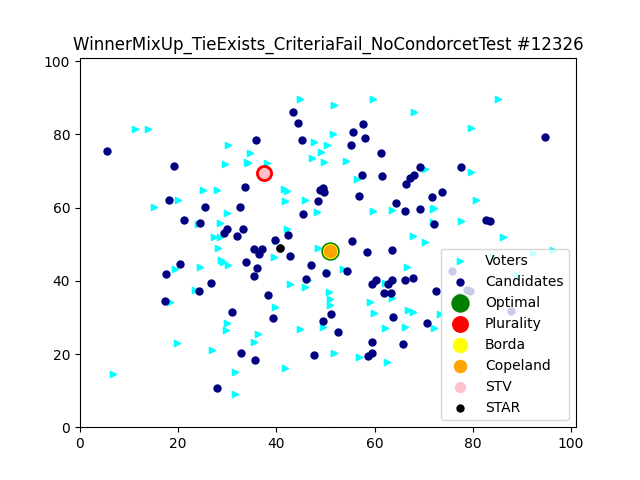 WinnerMixUp_TieExists_CriteriaFail_NoCondorcetTest #12326
100
80
60
40
20
0
0 20 40 60 80 100
Voters
Candidates
Optimal
Plurality
Borda
Copeland
STV
STAR